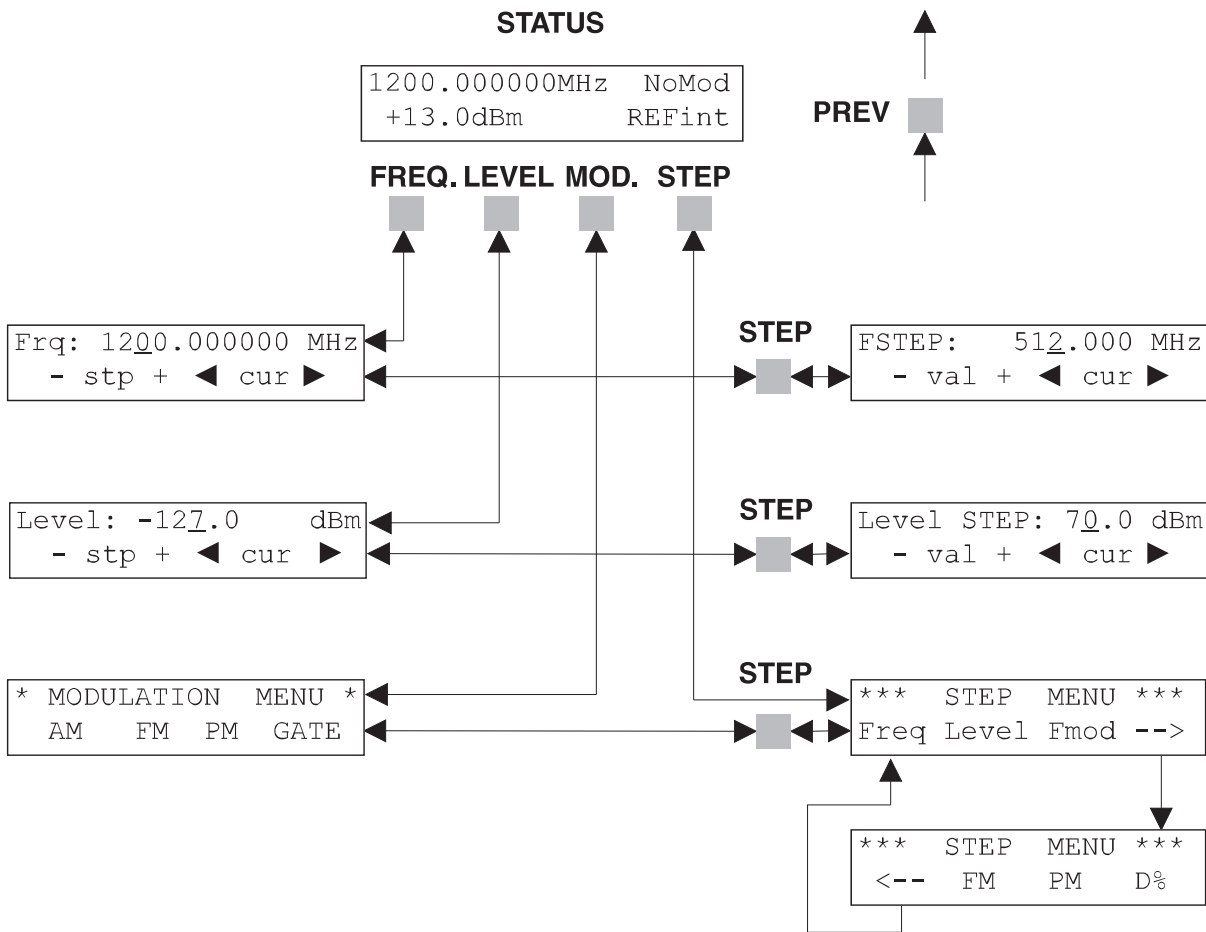 STATUS
1200.000000MHz NoMod
+13.0dBm REFint
PREV
FREQ. LEVEL MOD. STEP
Frq: 1200.000000 MHz
- stp + ◀ cur ▶
STEP
FSTEP: 512.000 MHz
- val + ◀ cur ▶
Level: -127.0 dBm
- stp + ◀ cur ▶
STEP
Level STEP: 70.0 dBm
- val + ◀ cur ▶
* MODULATION MENU *
AM FM PM GATE
STEP
*** STEP MENU ***
Freq Level Fmod -->
*** STEP MENU ***
<-- FM PM D%